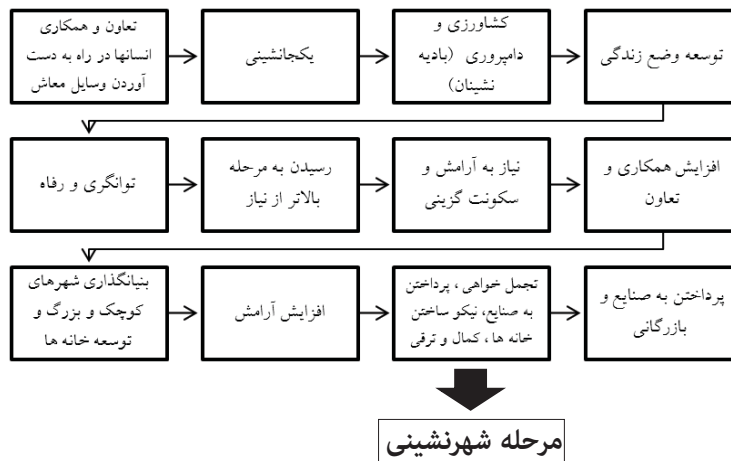 تعاون و همکاری
انسانها در راه به دست
آوردن وسایل معاش
یکجانشینی
کشاورزی و
دامپروری (بادیه
نشینان)
توسعه وضع زندگی
توانگری و رفاه
رسیدن به مرحله
بالاتر از نیاز
نیاز به آرامش و
سکونت گزینی
افزایش همکاری و
تعاون
بنیانگذاری شهرهای
کوچک و بزرگ و
توسعه خانه ها
افزایش آرامش
تجمل خواهی ، پرداختن
به صنایع، نیکو ساختن
خانه ها ، کمال و ترقی
پرداختن به صنایع و
بازرگانی
مرحله شهرنشینی